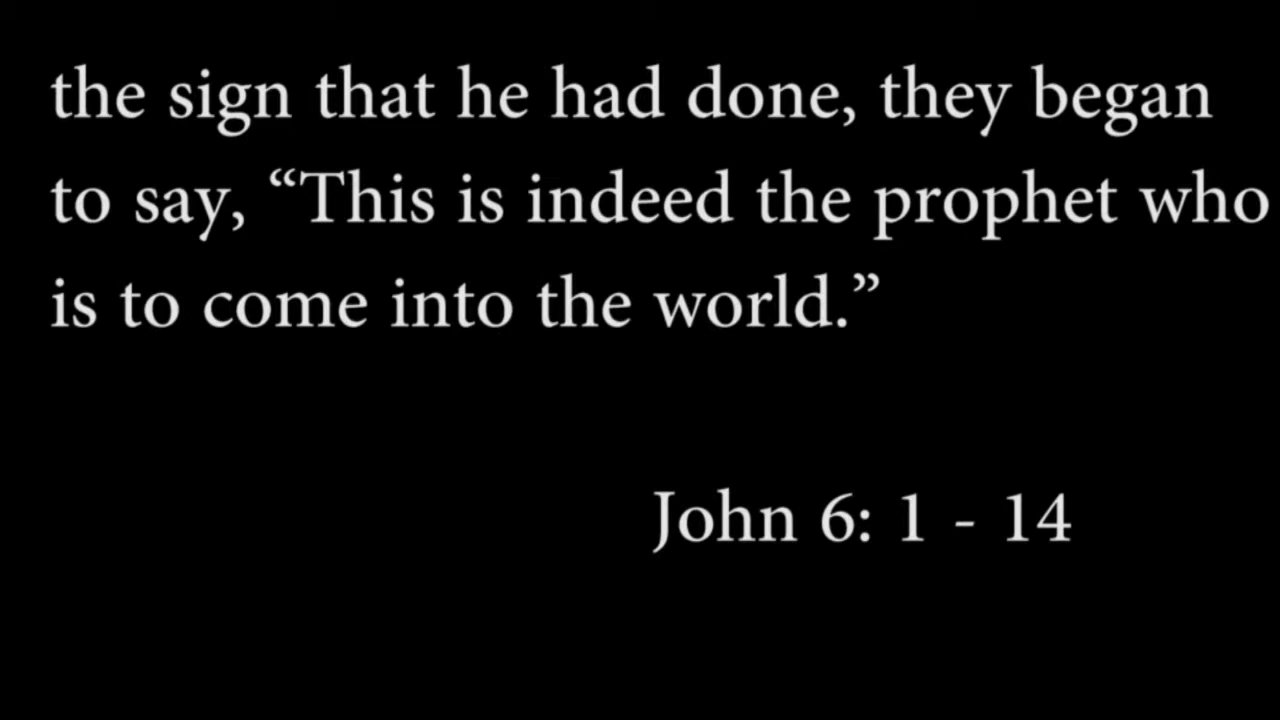 the sign that he had done, they began
to say, “This is indeed the prophet who
is to come into the world.”
John 6: 1 - 14